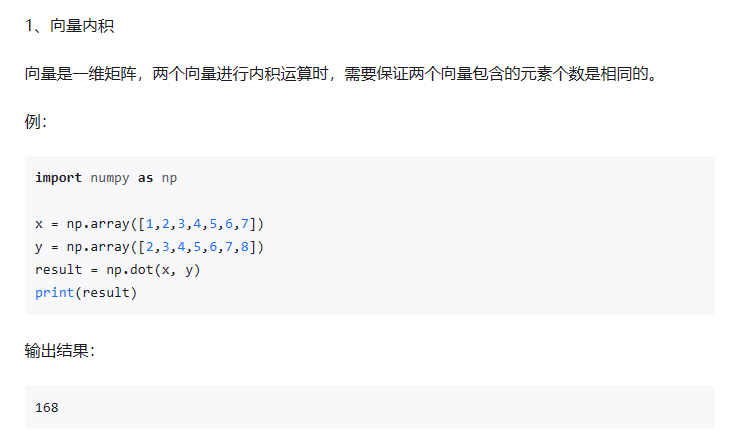 1、向量内积
向量是一维矩阵，两个向量进行内积运算时，需要保证两个向量包含的元素个数是相同的。
例：
import numpy as np
x = np.array([1,2,3,4,5,6,7])
y = np.array([2,3,4,5,6,7,8])
result = np.dot(x, y)
print(result)
输出结果：
168